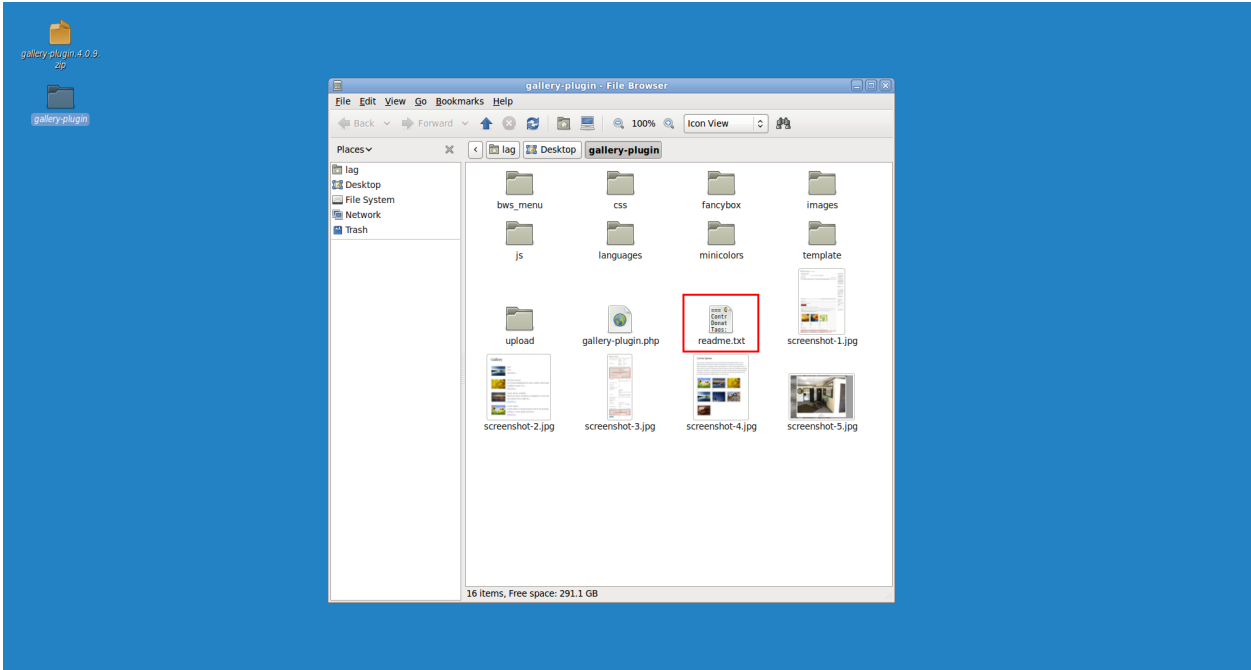 gallery-plugin.4.0.9.
zip
gallery-plugin
gallery-plugin - File Browser
File Edit View Go Bookmarks Help
Back Forward 100% Icon View
Places
lag Desktop gallery-plugin
lag
Desktop
File System
Network
Trash
bws_menu css fancybox images
js languages minicolors template
=== G
Contr
Donat
Tags:
upload gallery-plugin.php readme.txt screenshot-1.jpg
screenshot-2.jpg screenshot-3.jpg screenshot-4.jpg screenshot-5.jpg
16 items, Free space: 291.1 GB